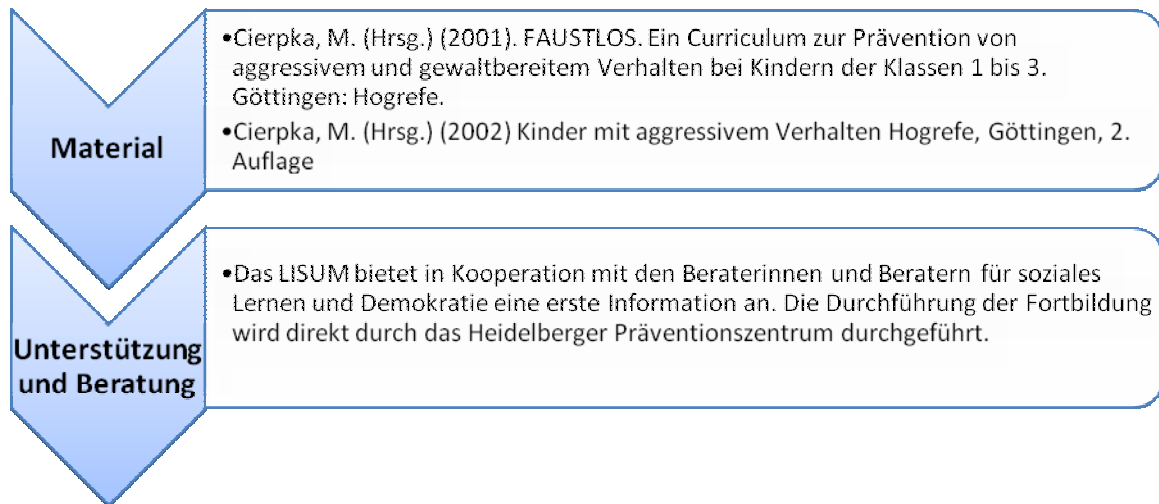 Material
•Cierpka, M. (Hrsg.) (2001). FAUSTLOS. Ein Curriculum zur Prävention von
aggressivem und gewaltbereitem Verhalten bei Kindern der Klassen 1 bis 3.
Göttingen: Hogrefe.
•Cierpka, M. (Hrsg.) (2002) Kinder mit aggressivem Verhalten Hogrefe, Göttingen, 2.
Auflage
Unterstützung
und Beratung
•Das LISUM bietet in Kooperation mit den Beraterinnen und Beratern für soziales
Lernen und Demokratie eine erste Information an. Die Durchführung der Fortbildung
wird direkt durch das Heidelberger Präventionszentrum durchgeführt.